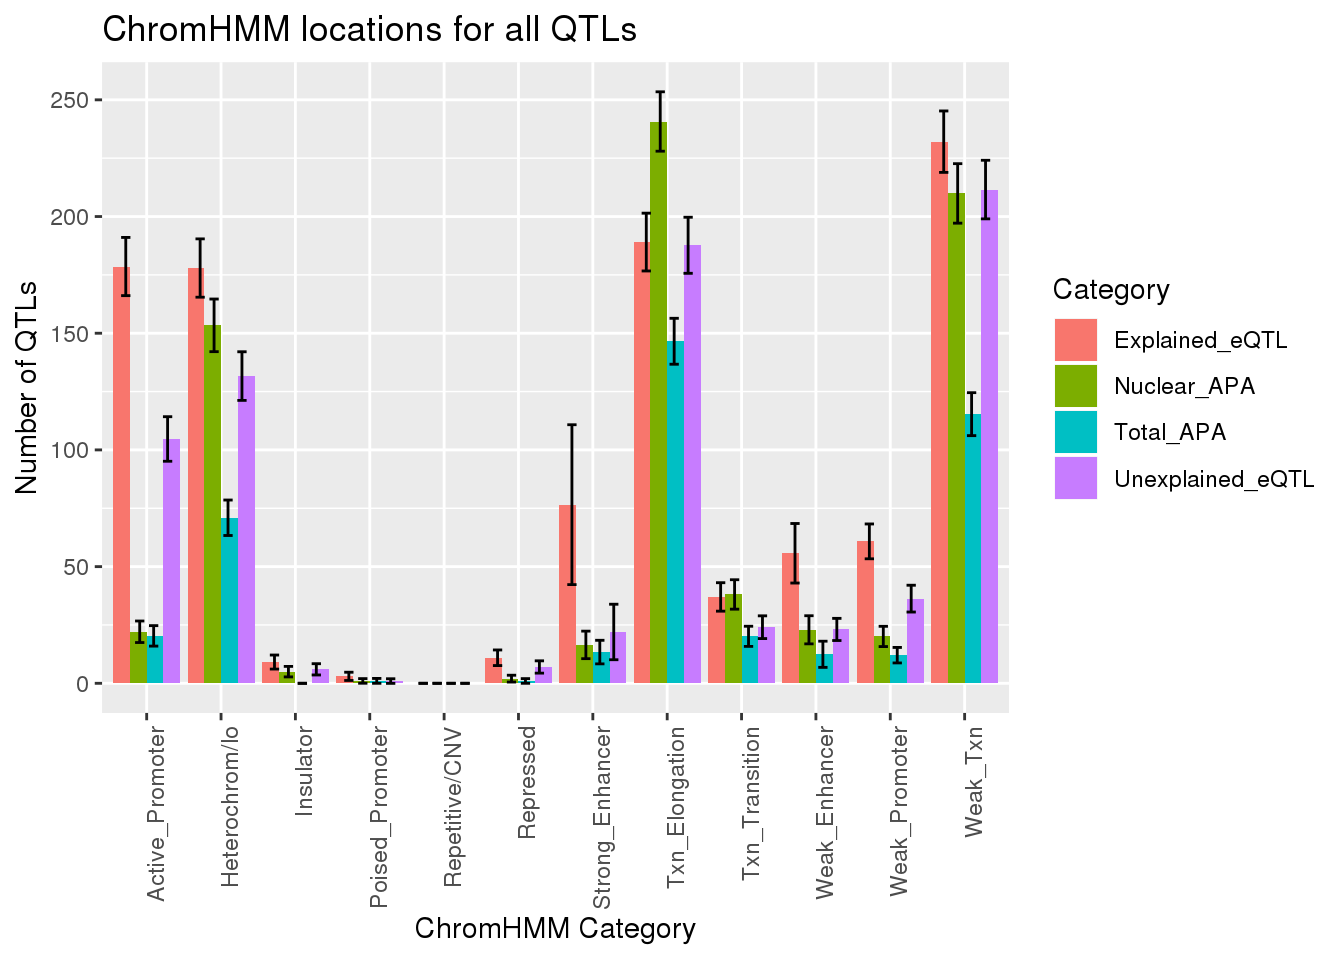 ChromHMM locations for all QTLs
Number of QTLs
250
200
150
100
50
0
Active_Promoter
Heterochrom/lo
Insulator
Poised_Promoter
Repetitive/CNV
Repressed
Strong_Enhancer
Txn_Elongation
Txn_Transition
Weak_Enhancer
Weak_Promoter
Weak_Txn
ChromHMM Category
Category
Explained_eQTL
Nuclear_APA
Total_APA
Unexplained_eQTL